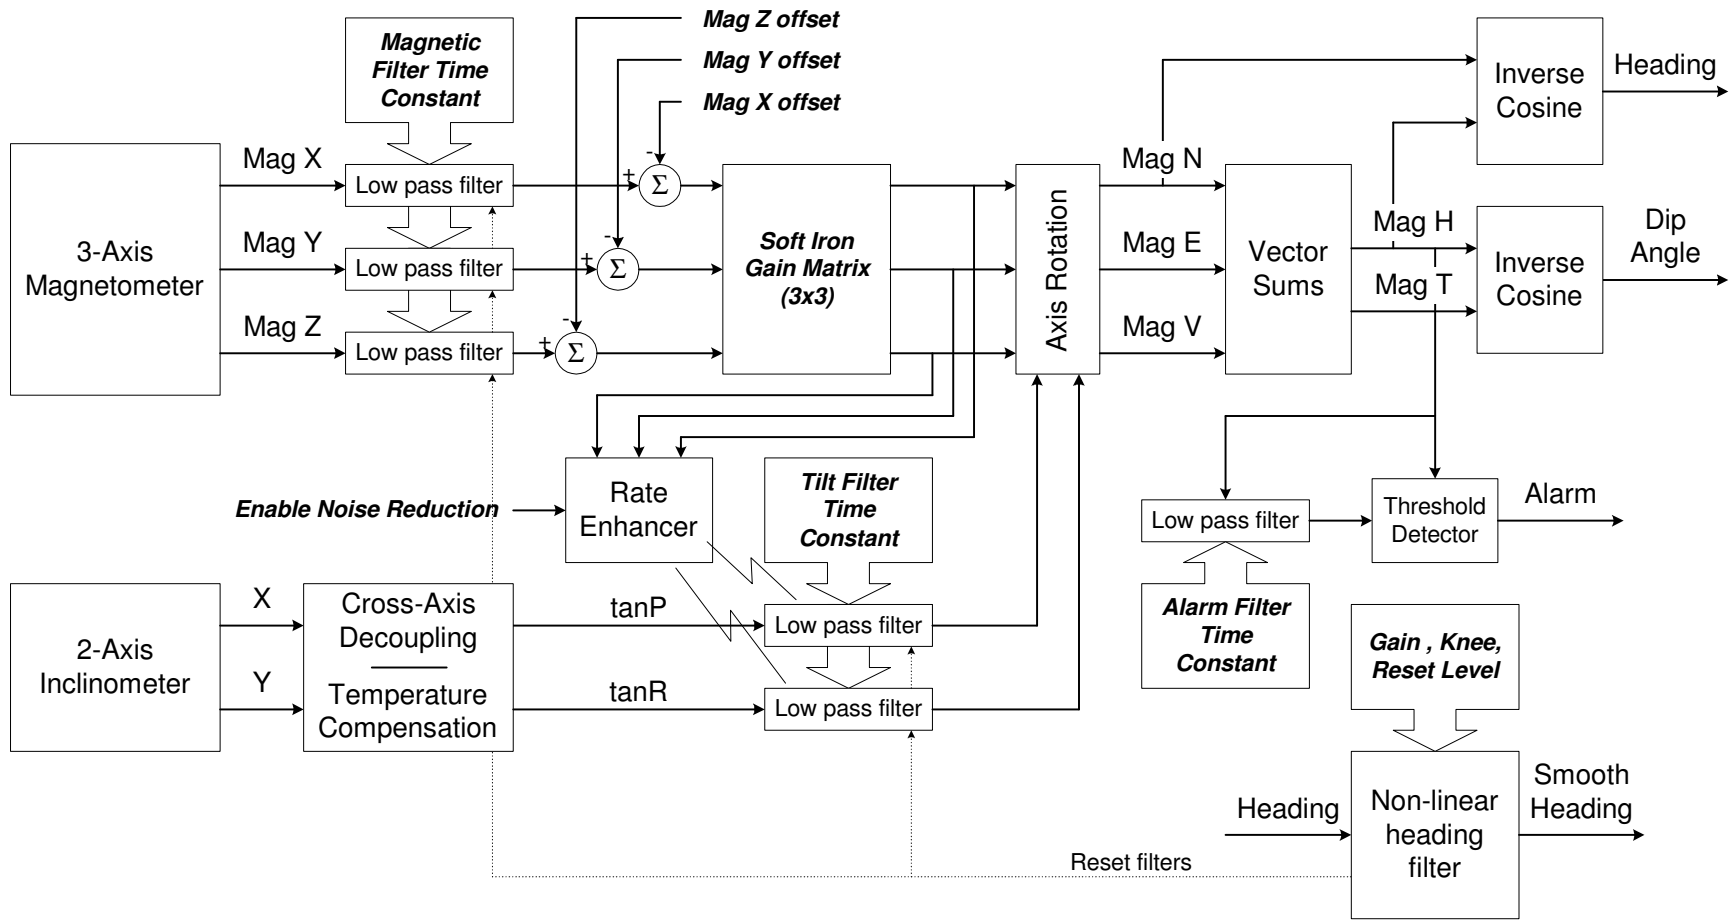 Mag Z offset
Mag Y offset
Mag X offset
Magnetic
Filter Time
Constant
Inverse
Cosine
Heading
3-Axis
Magnetometer
Mag X
Low pass filter
+
-
Σ
Mag Y
Low pass filter
+
-
Σ
Mag Z
Low pass filter
+
-
Σ
Soft Iron
Gain Matrix
(3x3)
Axis Rotation
Mag N
Mag E
Mag V
Vector
Sums
Mag H
Mag T
Inverse
Cosine
Dip
Angle
Enable Noise Reduction
Rate
Enhancer
Tilt Filter
Time
Constant
Low pass filter
Threshold
Detector
Alarm
Alarm Filter
Time
Constant
2-Axis
Inclinometer
X
Y
Cross-Axis
Decoupling
Temperature
Compensation
tanP
Low pass filter
tanR
Low pass filter
Gain , Knee,
Reset Level
Heading
Non-linear
heading
filter
Smooth
Heading
Reset filters